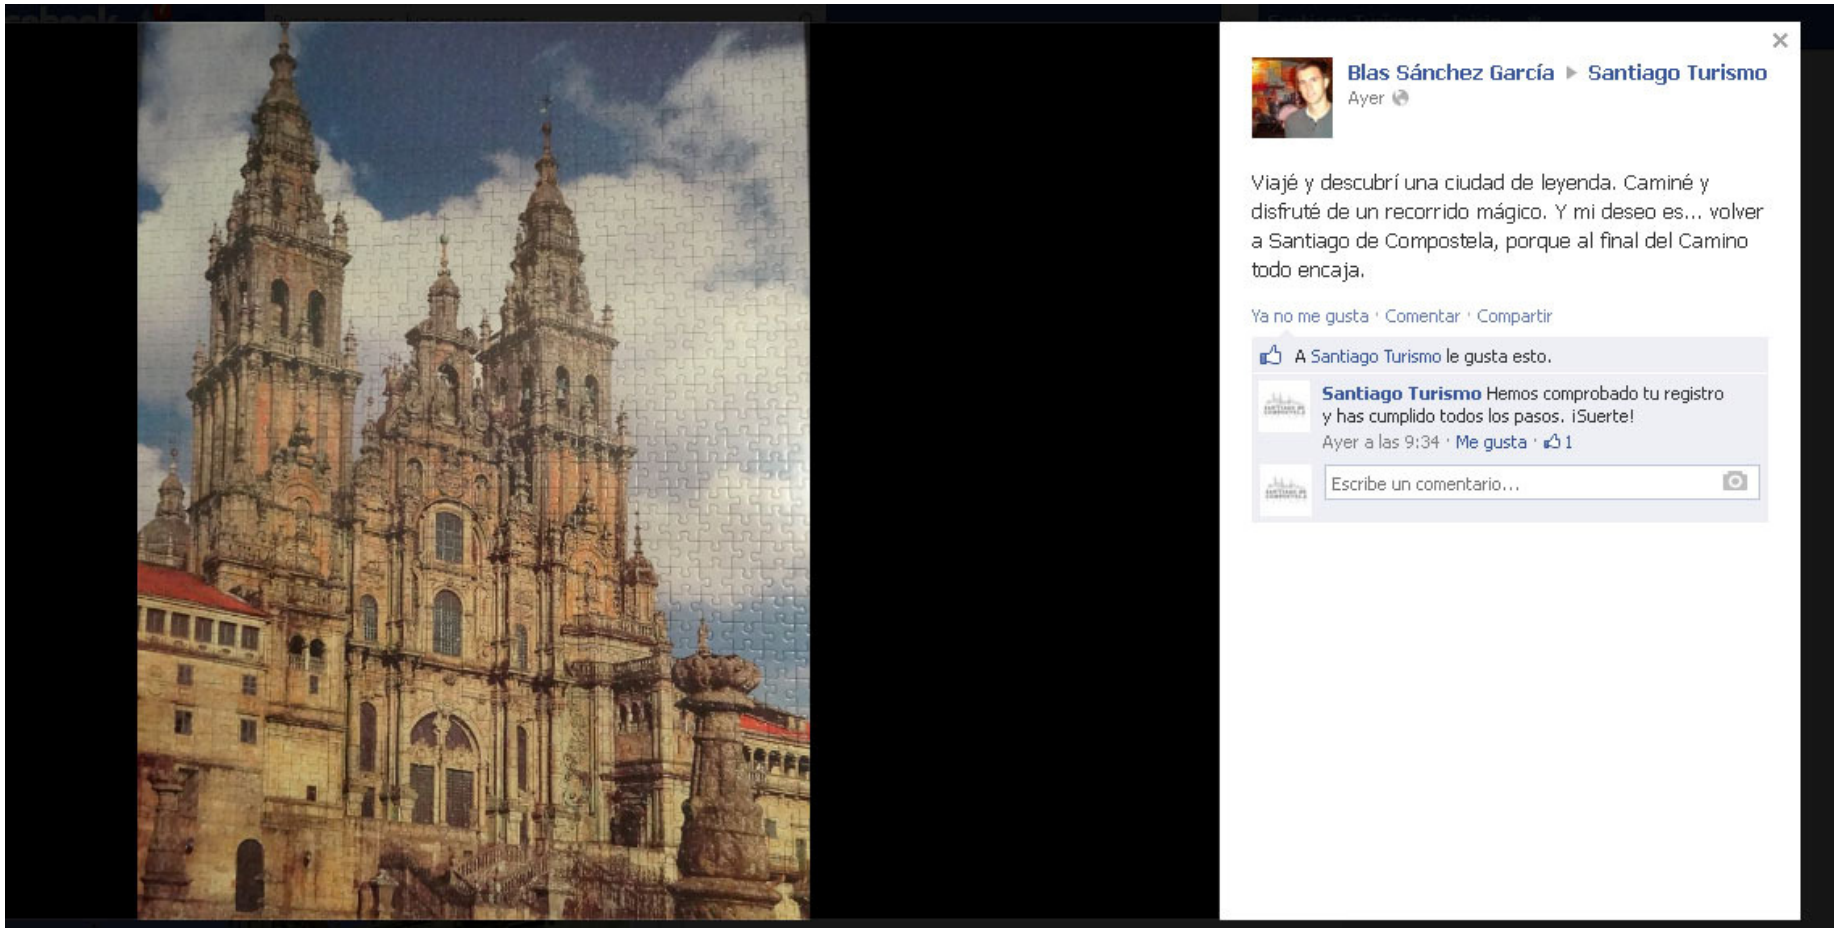 Blas Sánchez García ▸ Santiago Turismo
Ayer
Viajé y descubrí una ciudad de leyenda. Caminé y
disfruté de un recorrido mágico. Y mi deseo es... volver
a Santiago de Compostela, porque al final del Camino
todo encaja.
Ya no me gusta · Comentar · Compartir
A Santiago Turismo le gusta esto.
Santiago Turismo Hemos comprobado tu registro
y has cumplido todos los pasos. ¡Suerte!
Ayer a las 9:34 · Me gusta · 1
Escribe un comentario...